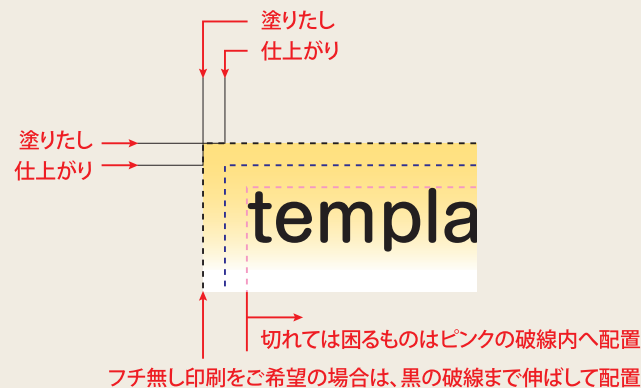 塗りたし
仕上がり
塗りたし
仕上がり
templa
切れては困るものはピンクの破線内へ配置
フチ無し印刷をご希望の場合は、黒の破線まで伸ばして配置